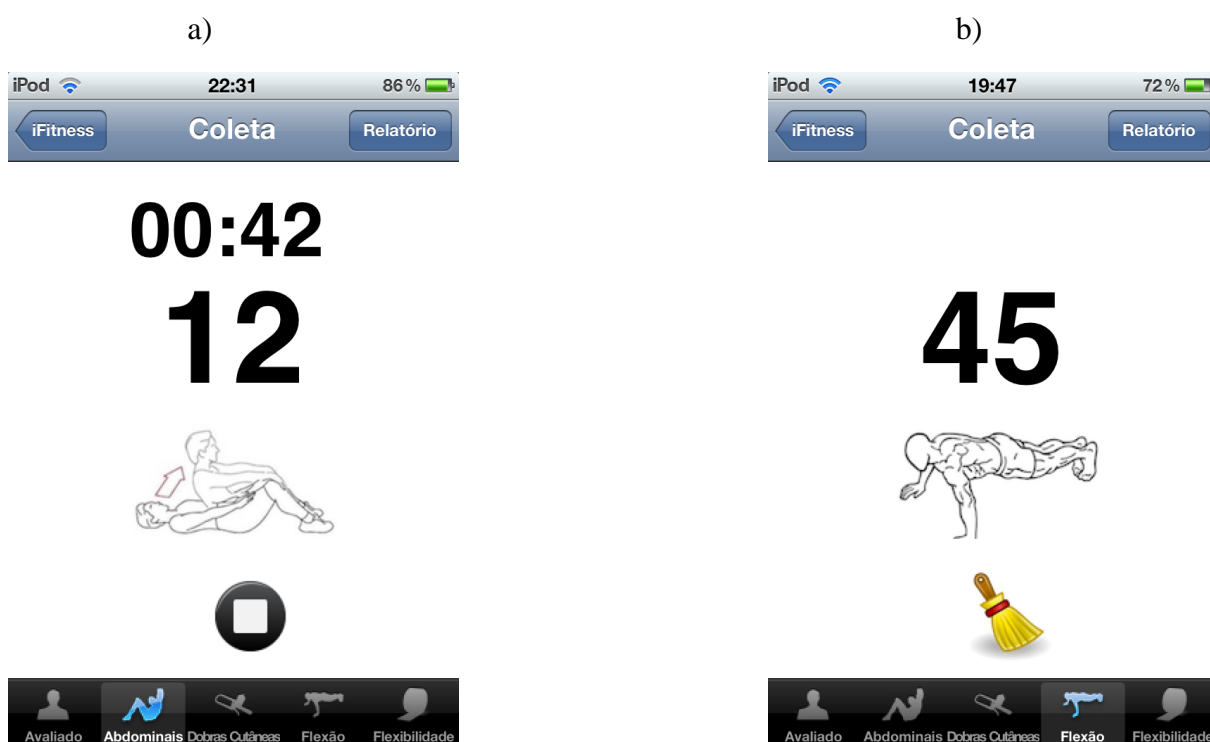 a)
iPod 22:31 86%
iFitness Coleta Relatório
00:42
12
Avaliado Abdominais Dobras Cutâneas Flexão Flexibilidade
b)
iPod 19:47 72%
iFitness Coleta Relatório
45
Avaliado Abdominais Dobras Cutâneas Flexão Flexibilidade